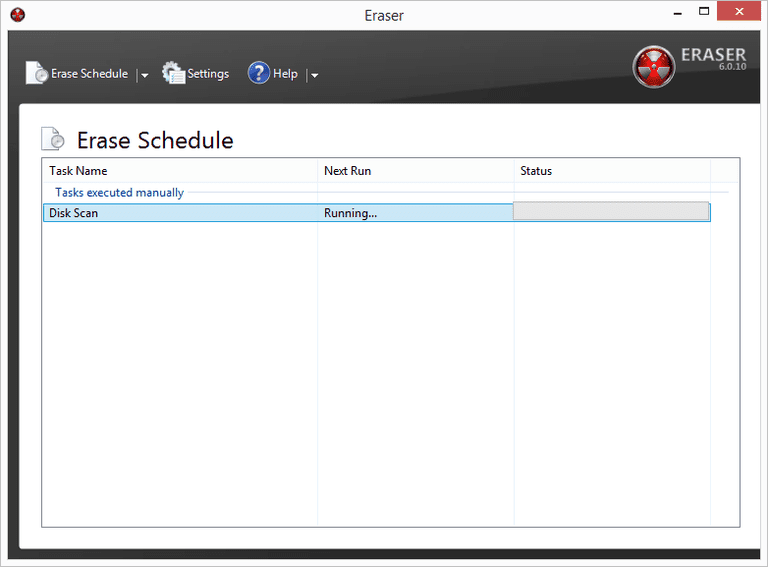 Eraser
Erase Schedule
Settings
? Help
ERASER
6.0.10
Erase Schedule
Task Name Next Run Status
Tasks executed manually
Disk Scan Running...